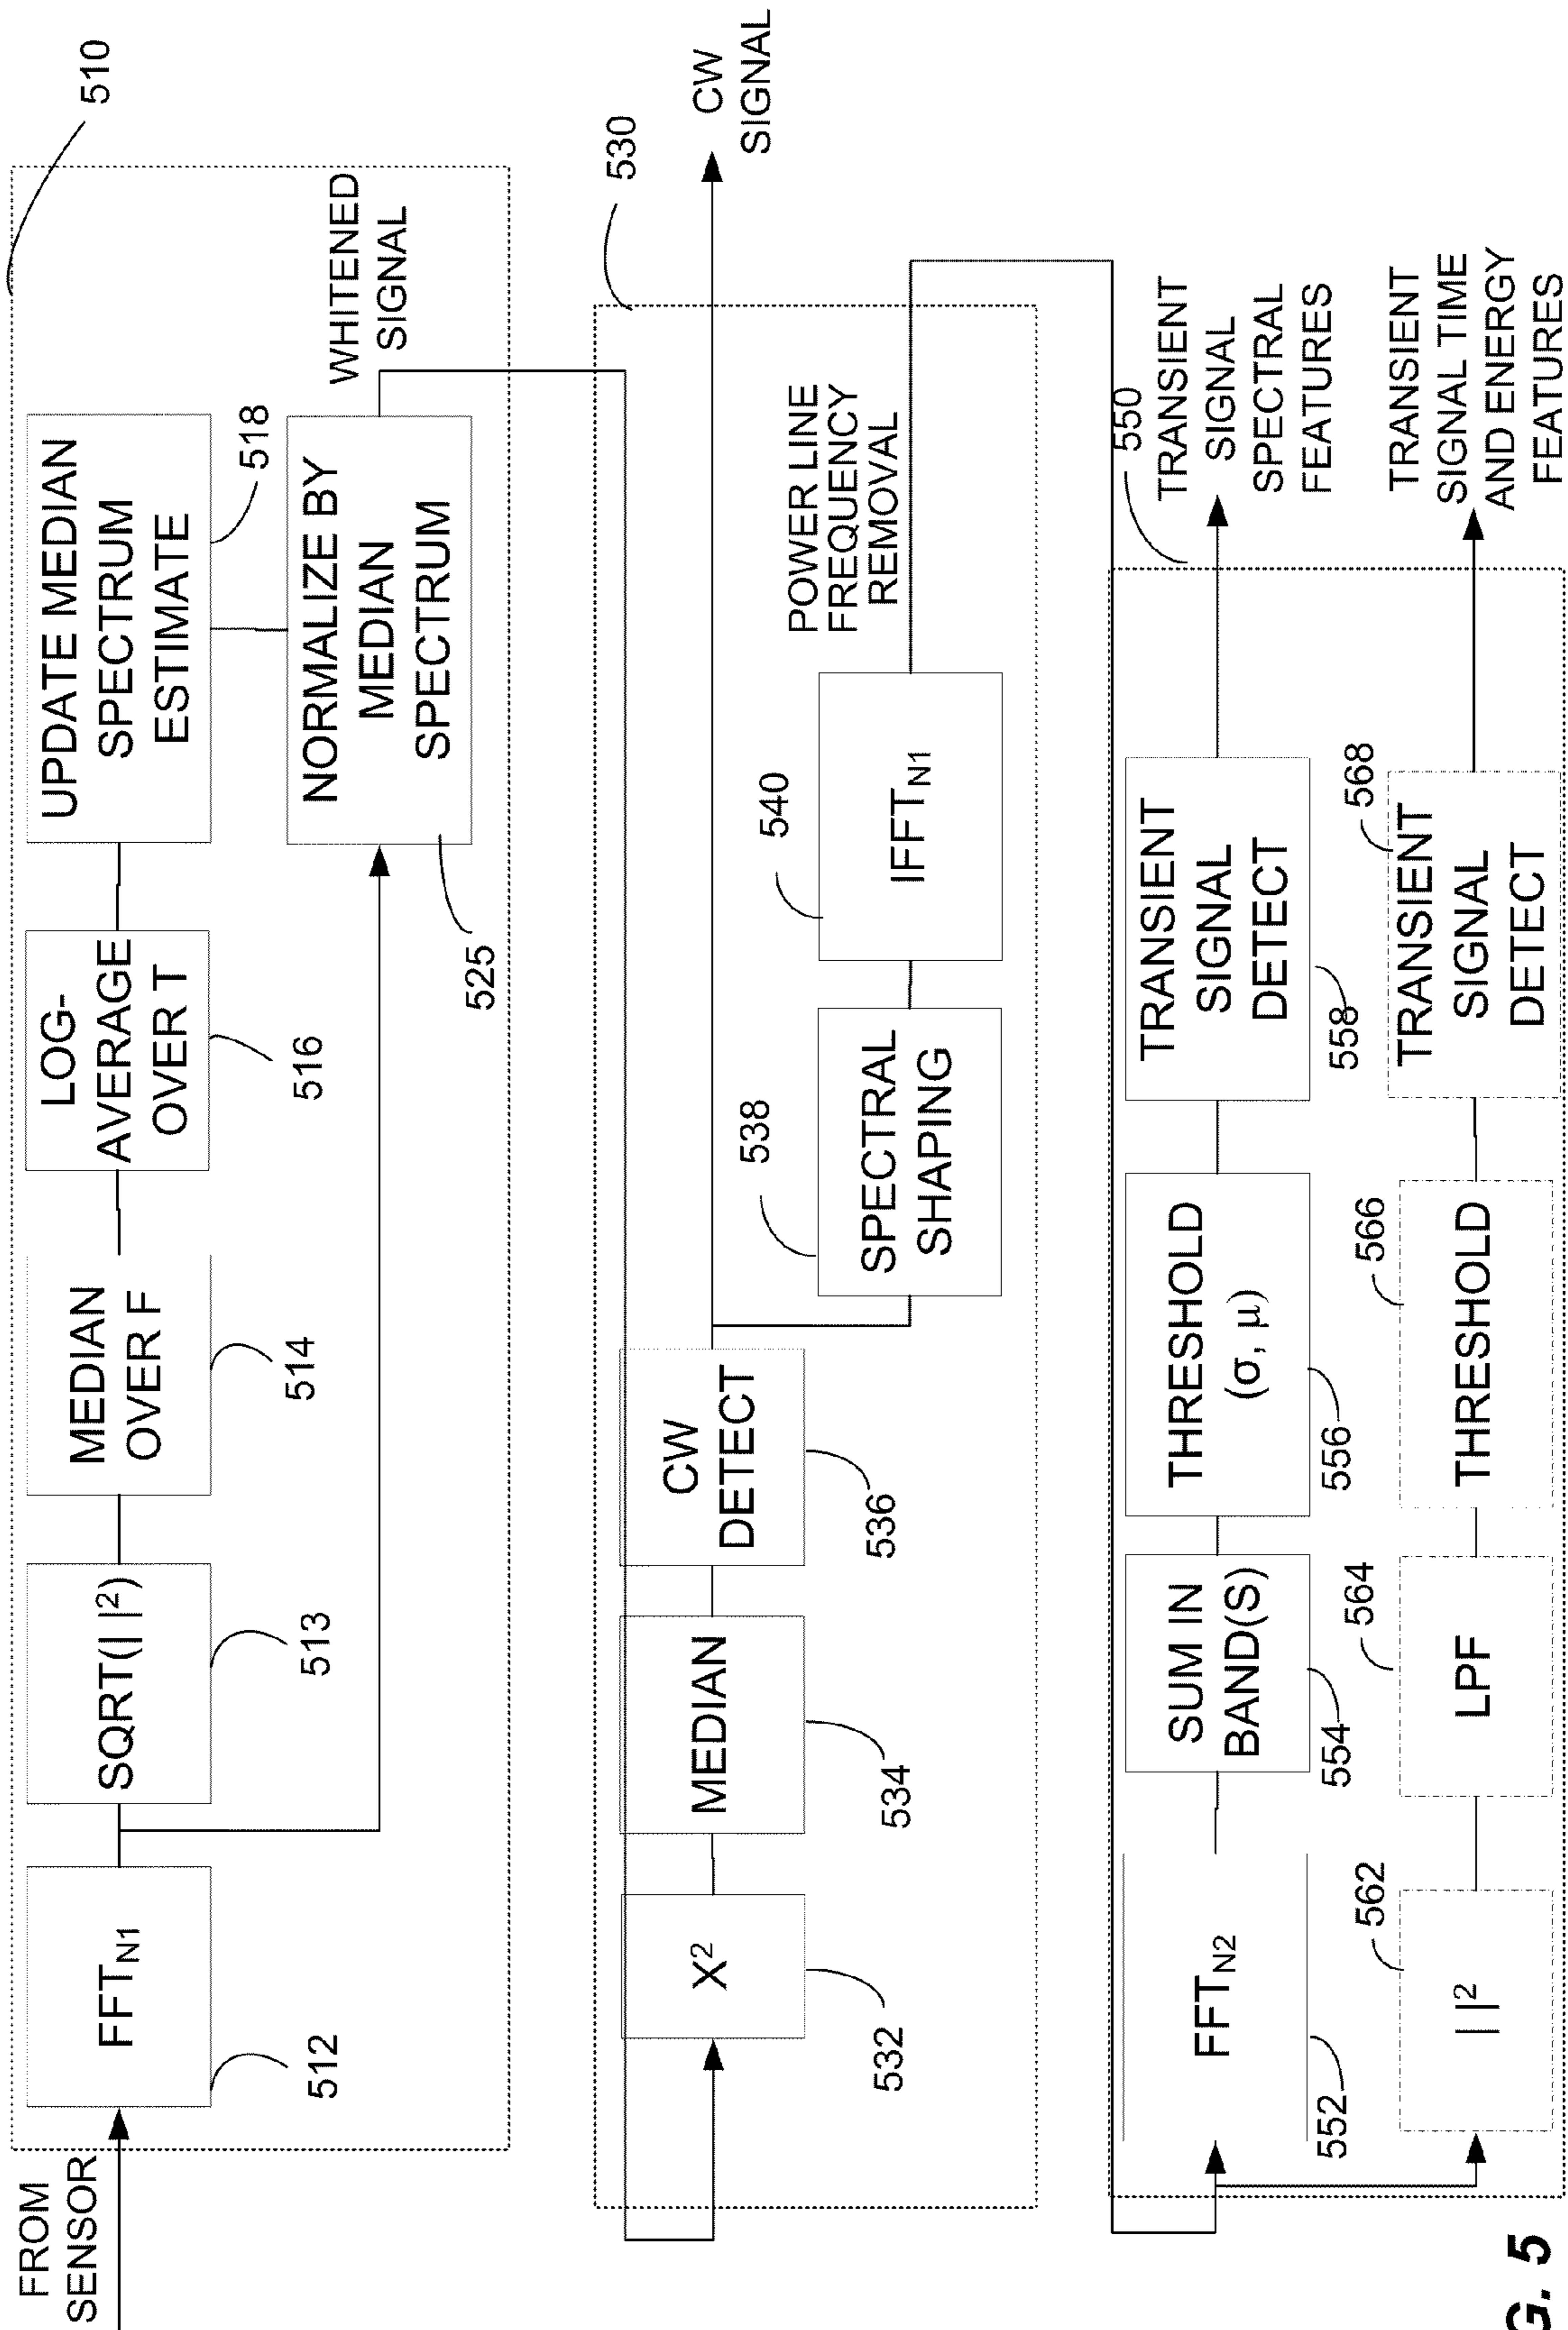 510
FROM
SENSOR
FFT_N1
512
SQRT(| |²)
513
MEDIAN
OVER F
514
LOG-
AVERAGE
OVER T
516
UPDATE MEDIAN
SPECTRUM
ESTIMATE
518
NORMALIZE BY
MEDIAN
SPECTRUM
525
WHITENED
SIGNAL
530
X²
532
MEDIAN
534
CW
DETECT
536
CW
SIGNAL
SPECTRAL
SHAPING
538
IFFT_N1
540
POWER LINE
FREQUENCY
REMOVAL
550
FFT_N2
552
SUM IN
BAND(S)
554
THRESHOLD
(σ, μ)
556
TRANSIENT
SIGNAL
DETECT
558
TRANSIENT
SIGNAL
SPECTRAL
FEATURES
| |²
562
LPF
564
THRESHOLD
566
TRANSIENT
SIGNAL
DETECT
568
TRANSIENT
SIGNAL TIME
AND ENERGY
FEATURES
G. 5